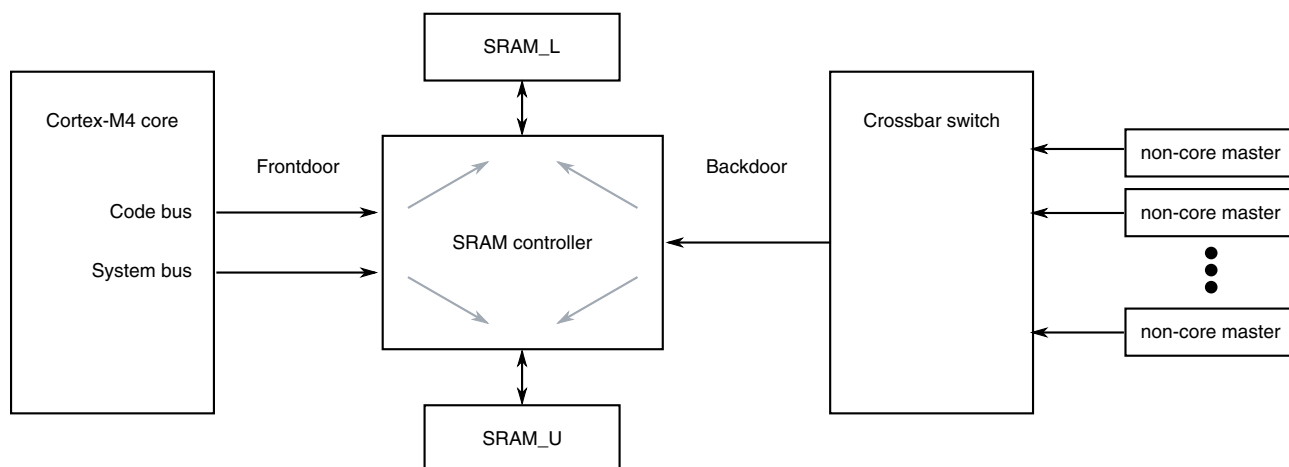 SRAM_L
Cortex-M4 core
Crossbar switch
Frontdoor
Backdoor
non-core master
Code bus
non-core master
SRAM controller
System bus
non-core master
SRAM_U